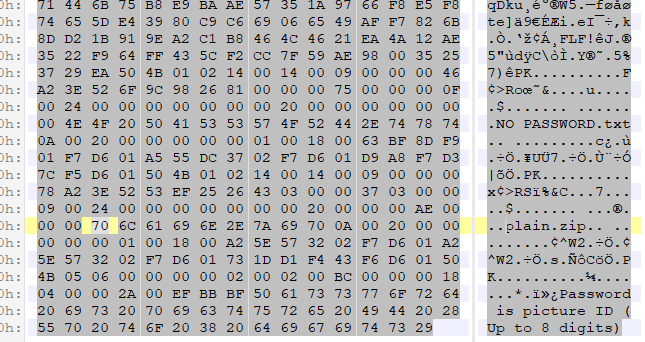 0h: 71 44 6B 75 B8 E9 BA AE 57 35 1A 97 66 F8 E5 F8 qDku¸éº®W5.—føåø
0h: 74 65 5D E4 39 80 C9 C6 69 06 65 49 AF F7 82 6B te]ä9€ÉÆi.eI¯÷‚k
0h: 8D D2 1B 91 9E A2 C1 B8 46 4C 46 21 EA 4A 12 AE .Ò.‘ž¢Á¸FLF!êJ.®
0h: 35 22 F9 64 FF 43 5C F2 CC 7F 59 AE 98 00 35 25 5"ùdÿC\òÌ.Y®˜.5%
0h: 37 29 EA 50 4B 01 02 14 00 14 00 09 00 00 00 46 7)êPK..........F
0h: A2 3E 52 6F 9C 98 26 81 00 00 00 75 00 00 00 0F ¢>Roœ˜&....u....
0h: 00 24 00 00 00 00 00 00 00 20 00 00 00 00 00 00 .$....... ......
0h: 00 4E 4F 20 50 41 53 53 57 4F 52 44 2E 74 78 74 .NO PASSWORD.txt
0h: 0A 00 20 00 00 00 00 00 01 00 18 00 63 BF 8D F9 .. .........c¿.ù
0h: 01 F7 D6 01 A5 55 DC 37 02 F7 D6 01 D9 A8 F7 D3 .÷Ö.¥UÜ7.÷Ö.Ù¨÷Ó
0h: 7C F5 D6 01 50 4B 01 02 14 00 14 00 09 00 00 00 |õÖ.PK..........
0h: 78 A2 3E 52 53 EF 25 26 43 03 00 00 37 03 00 00 x¢>RSï%&C...7...
0h: 09 00 24 00 00 00 00 00 00 00 20 00 00 00 AE 00 ..$....... ...®.
0h: 00 00 70 6C 61 69 6E 2E 7A 69 70 0A 00 20 00 00 ..plain.zip.. ..
0h: 00 00 00 01 00 18 00 A2 5E 57 32 02 F7 D6 01 A2 .......¢^W2.÷Ö.¢
0h: 5E 57 32 02 F7 D6 01 73 1D D1 F4 43 F6 D6 01 50 ^W2.÷Ö.s.ÑôCöÖ.P
0h: 4B 05 06 00 00 00 00 02 00 02 00 BC 00 00 00 18 K..........¼....
0h: 04 00 00 2A 00 EF BB BF 50 61 73 73 77 6F 72 64 ...*.ï»¿Password
0h: 20 69 73 20 70 69 63 74 75 72 65 20 49 44 20 28 is picture ID (
0h: 55 70 20 74 6F 20 38 20 64 69 67 69 74 73 29 Up to 8 digits)